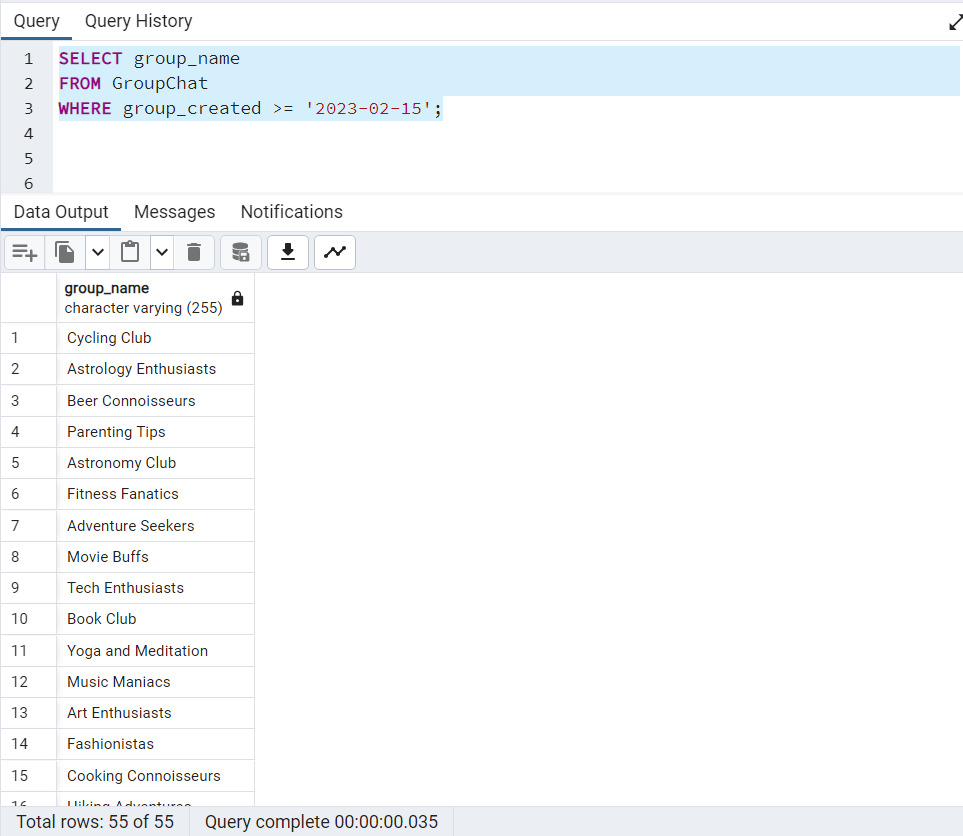 Query Query History
1 SELECT group_name
2 FROM GroupChat
3 WHERE group_created >= '2023-02-15';
4
5
6
Data Output Messages Notifications
group_name
character varying (255)
1 Cycling Club
2 Astrology Enthusiasts
3 Beer Connoisseurs
4 Parenting Tips
5 Astronomy Club
6 Fitness Fanatics
7 Adventure Seekers
8 Movie Buffs
9 Tech Enthusiasts
10 Book Club
11 Yoga and Meditation
12 Music Maniacs
13 Art Enthusiasts
14 Fashionistas
15 Cooking Connoisseurs
16 Hiking Adventures
Total rows: 55 of 55 Query complete 00:00:00.035